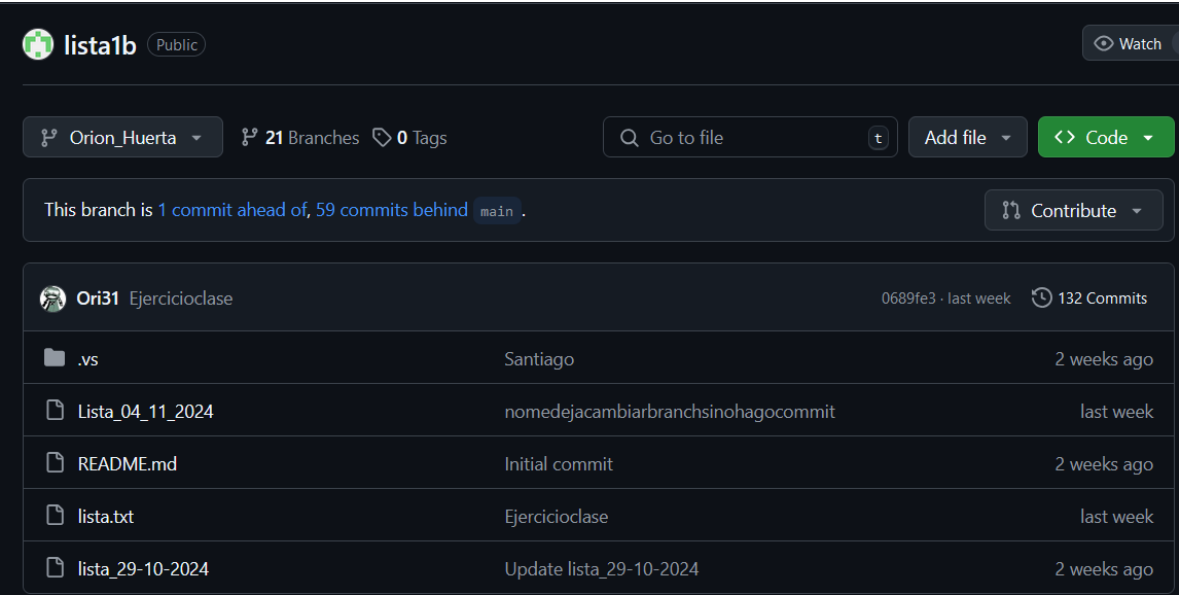 lista1b Public Watch
Orion_Huerta 21 Branches 0 Tags Go to file t Add file <> Code
This branch is 1 commit ahead of, 59 commits behind main .
Contribute
Ori31 Ejercicioclase 0689fe3 · last week 132 Commits
.vs Santiago 2 weeks ago
Lista_04_11_2024 nomedejacambiarbranchsinohagocommit last week
README.md Initial commit 2 weeks ago
lista.txt Ejercicioclase last week
lista_29-10-2024 Update lista_29-10-2024 2 weeks ago